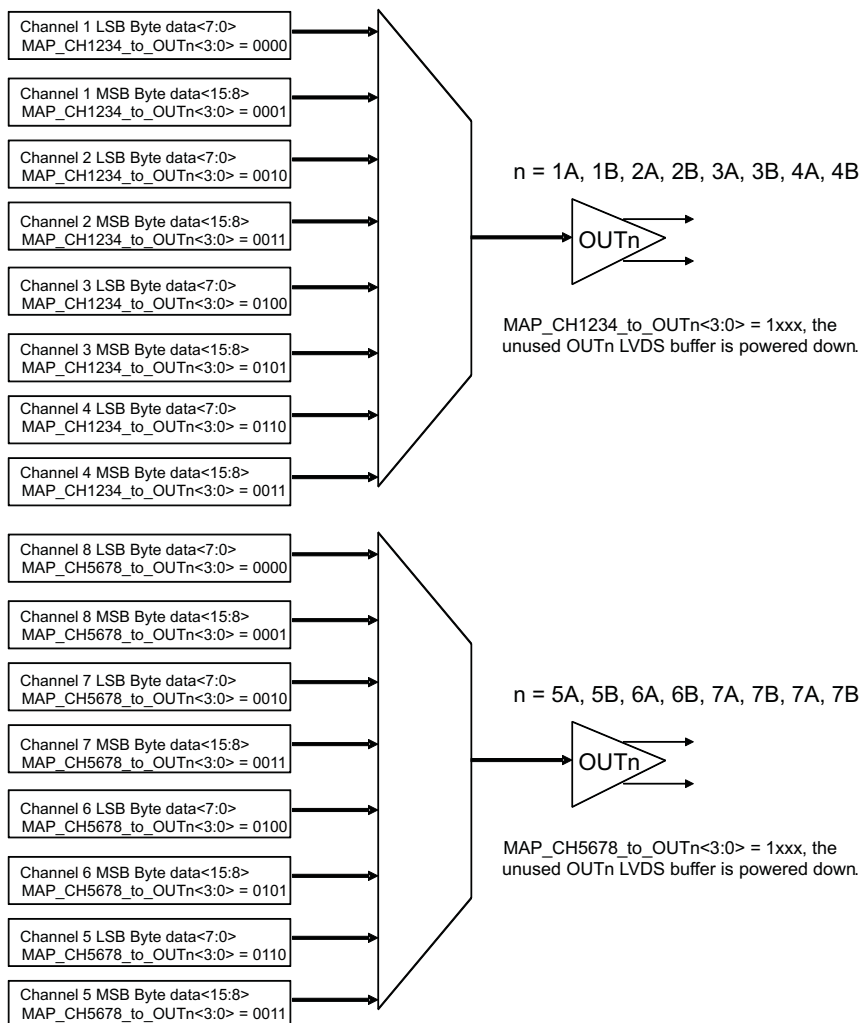 Channel 1 LSB Byte data<7:0>
MAP_CH1234_to_OUTn<3:0> = 0000
Channel 1 MSB Byte data<15:8>
MAP_CH1234_to_OUTn<3:0> = 0001
Channel 2 LSB Byte data<7:0>
MAP_CH1234_to_OUTn<3:0> = 0010
Channel 2 MSB Byte data<15:8>
MAP_CH1234_to_OUTn<3:0> = 0011
Channel 3 LSB Byte data<7:0>
MAP_CH1234_to_OUTn<3:0> = 0100
Channel 3 MSB Byte data<15:8>
MAP_CH1234_to_OUTn<3:0> = 0101
Channel 4 LSB Byte data<7:0>
MAP_CH1234_to_OUTn<3:0> = 0110
Channel 4 MSB Byte data<15:8>
MAP_CH1234_to_OUTn<3:0> = 0011
n = 1A, 1B, 2A, 2B, 3A, 3B, 4A, 4B
OUTn
MAP_CH1234_to_OUTn<3:0> = 1xxx, the
unused OUTn LVDS buffer is powered down.
Channel 8 LSB Byte data<7:0>
MAP_CH5678_to_OUTn<3:0> = 0000
Channel 8 MSB Byte data<15:8>
MAP_CH5678_to_OUTn<3:0> = 0001
Channel 7 LSB Byte data<7:0>
MAP_CH5678_to_OUTn<3:0> = 0010
Channel 7 MSB Byte data<15:8>
MAP_CH5678_to_OUTn<3:0> = 0011
Channel 6 LSB Byte data<7:0>
MAP_CH5678_to_OUTn<3:0> = 0100
Channel 6 MSB Byte data<15:8>
MAP_CH5678_to_OUTn<3:0> = 0101
Channel 5 LSB Byte data<7:0>
MAP_CH5678_to_OUTn<3:0> = 0110
Channel 5 MSB Byte data<15:8>
MAP_CH5678_to_OUTn<3:0> = 0011
n = 5A, 5B, 6A, 6B, 7A, 7B, 7A, 7B
OUTn
MAP_CH5678_to_OUTn<3:0> = 1xxx, the
unused OUTn LVDS buffer is powered down.